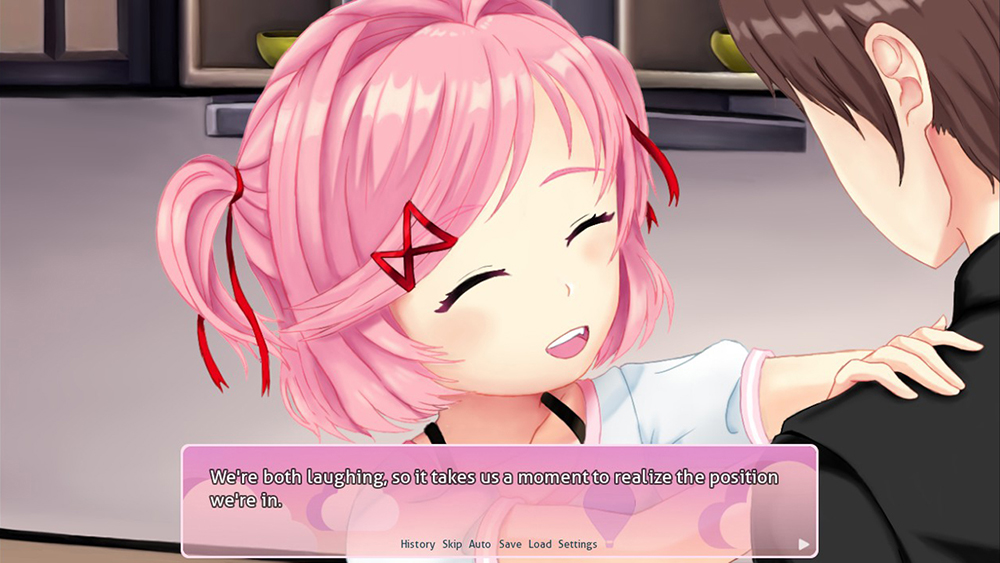 We're both laughing, so it takes us a moment to realize the position
we're in.
History Skip Auto Save Load Settings